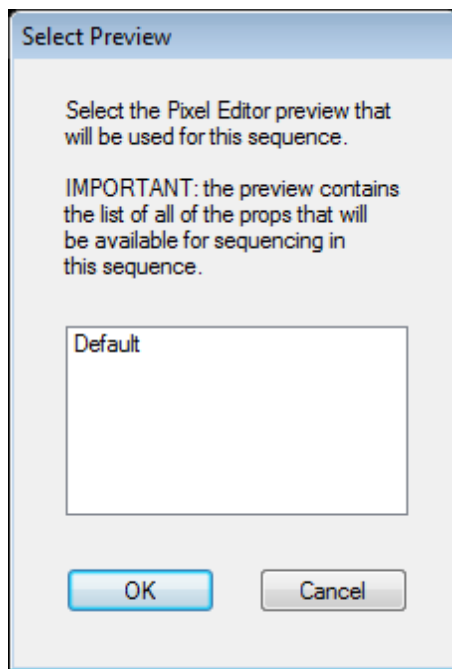 Select Preview
Select the Pixel Editor preview that
will be used for this sequence.
IMPORTANT: the preview contains
the list of all of the props that will
be available for sequencing in
this sequence.
Default
OK
Cancel